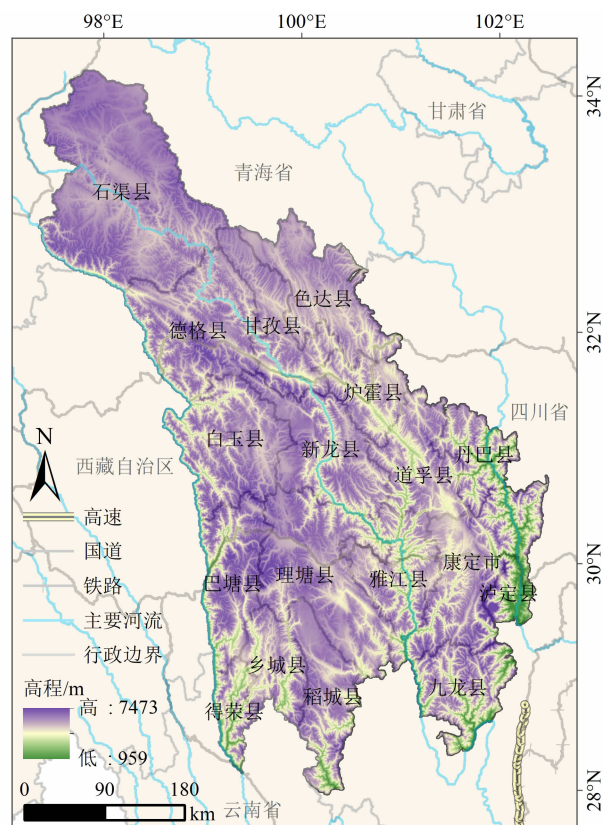 98°E
100°E
102°E
34°N
甘肃省
青海省
石渠县
色达县
甘孜县
德格县
32°N
炉霍县
四川省
白玉县
新龙县
丹巴县
N
西藏自治区
道孚县
高速
国道
康定市
30°N
巴塘县
理塘县
雅江县
泸定县
铁路
主要河流
行政边界
乡城县
高程/m
九龙县
稻城县
得荣县
高：7473
低：959
28°N
0 90 180
km
云南省